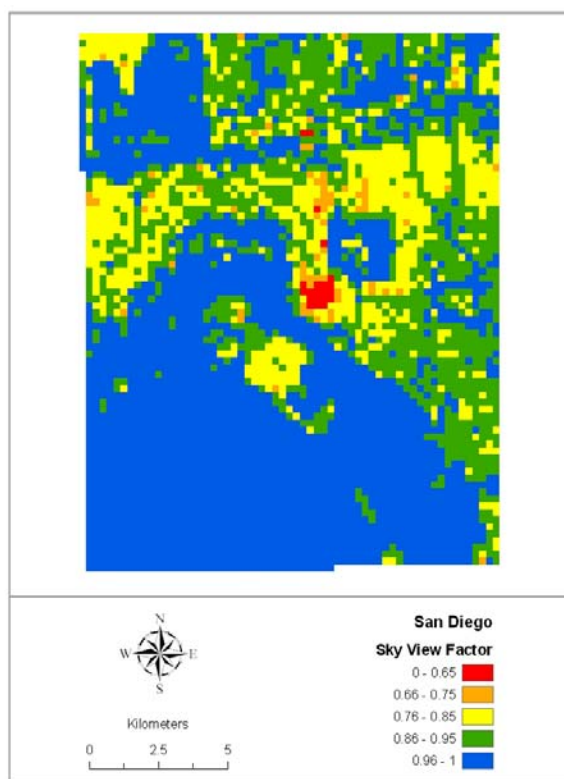 N
W E
S
Kilometers
0 2.5 5
San Diego
Sky View Factor
0 - 0.65
0.66 - 0.75
0.76 - 0.85
0.86 - 0.95
0.96 - 1